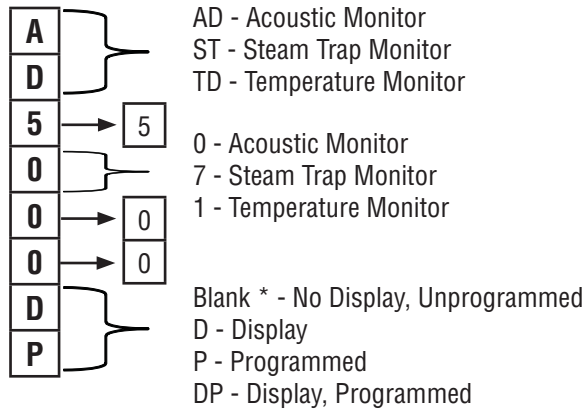 A
AD - Acoustic Monitor
ST - Steam Trap Monitor
D
TD - Temperature Monitor
5 5
0 - Acoustic Monitor
0
7 - Steam Trap Monitor
0 0
1 - Temperature Monitor
0 0
Blank * - No Display, Unprogrammed
D
D - Display
P
P - Programmed
DP - Display, Programmed